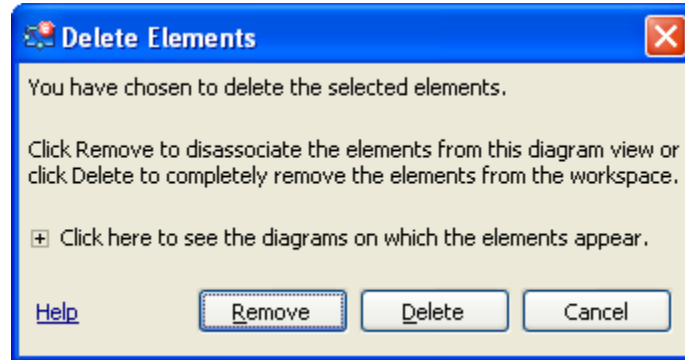 Delete Elements
You have chosen to delete the selected elements.
Click Remove to disassociate the elements from this diagram view or
click Delete to completely remove the elements from the workspace.
Click here to see the diagrams on which the elements appear.
Help Remove Delete Cancel